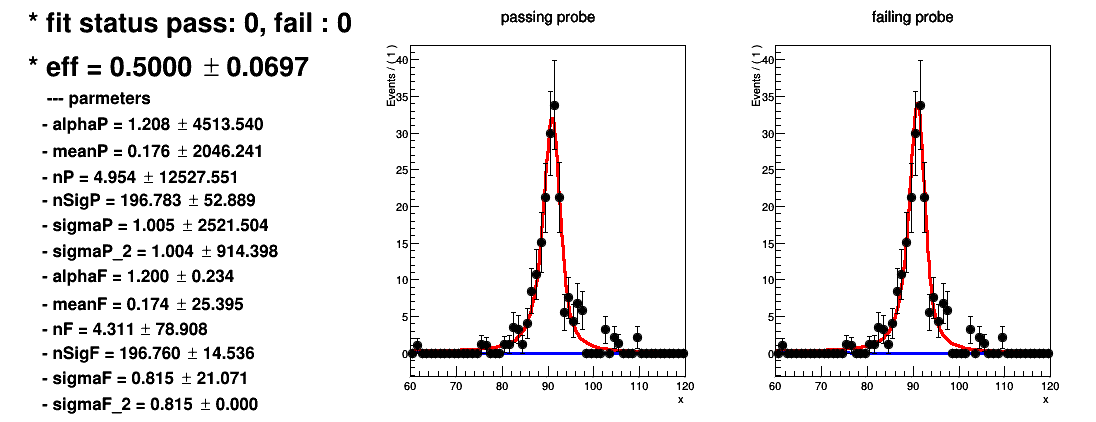 * fit status pass: 0, fail : 0
* eff = 0.5000 ± 0.0697
--- parmeters
- alphaP = 1.208 ± 4513.540
- meanP = 0.176 ± 2046.241
- nP = 4.954 ± 12527.551
- nSigP = 196.783 ± 52.889
- sigmaP = 1.005 ± 2521.504
- sigmaP_2 = 1.004 ± 914.398
- alphaF = 1.200 ± 0.234
- meanF = 0.174 ± 25.395
- nF = 4.311 ± 78.908
- nSigF = 196.760 ± 14.536
- sigmaF = 0.815 ± 21.071
- sigmaF_2 = 0.815 ± 0.000
passing probe
Events / ( 1 )
40
35
30
25
20
15
10
5
0
60 70 80 90 100 110 120
x
failing probe
Events / ( 1 )
40
35
30
25
20
15
10
5
0
60 70 80 90 100 110 120
x